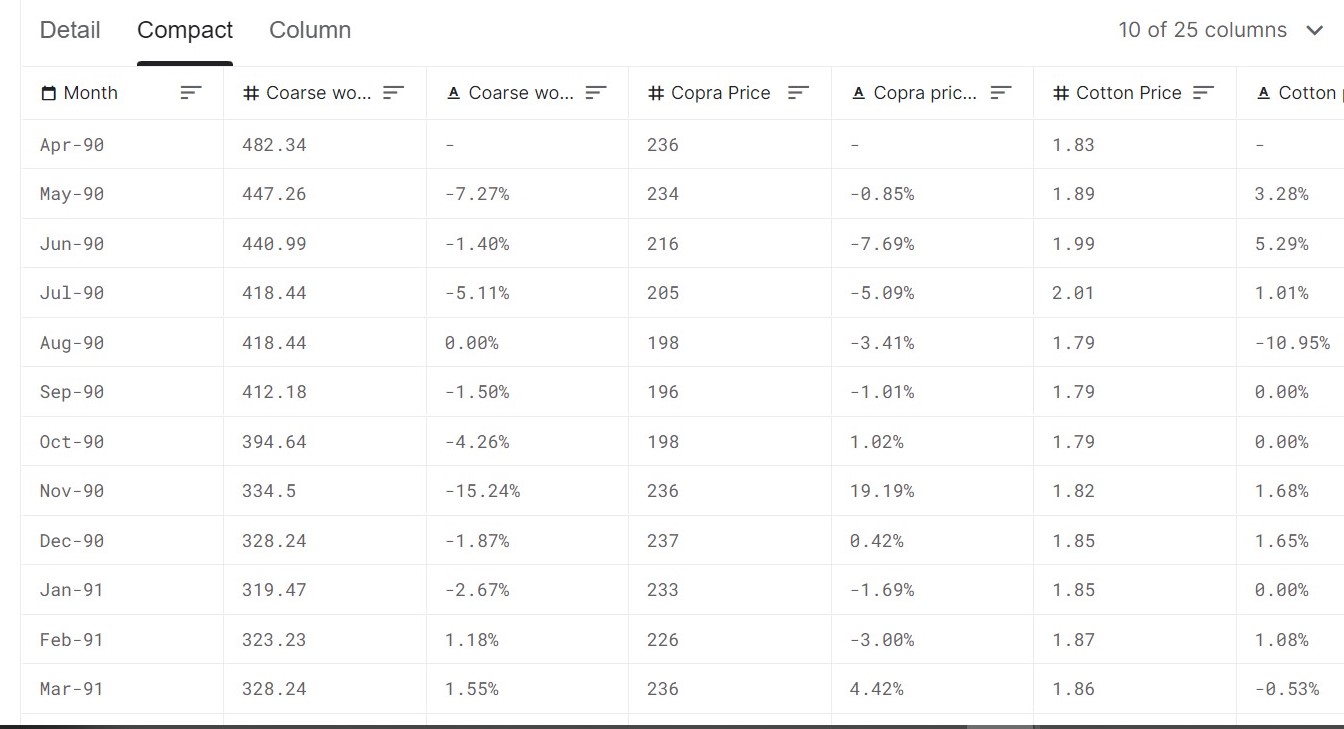 Detail Compact Column 10 of 25 columns
Month Coarse wo... Coarse wo... Copra Price Copra pric... Cotton Price Cotton
Apr-90 482.34 - 236 - 1.83 -
May-90 447.26 -7.27% 234 -0.85% 1.89 3.28%
Jun-90 440.99 -1.40% 216 -7.69% 1.99 5.29%
Jul-90 418.44 -5.11% 205 -5.09% 2.01 1.01%
Aug-90 418.44 0.00% 198 -3.41% 1.79 -10.95%
Sep-90 412.18 -1.50% 196 -1.01% 1.79 0.00%
Oct-90 394.64 -4.26% 198 1.02% 1.79 0.00%
Nov-90 334.5 -15.24% 236 19.19% 1.82 1.68%
Dec-90 328.24 -1.87% 237 0.42% 1.85 1.65%
Jan-91 319.47 -2.67% 233 -1.69% 1.85 0.00%
Feb-91 323.23 1.18% 226 -3.00% 1.87 1.08%
Mar-91 328.24 1.55% 236 4.42% 1.86 -0.53%